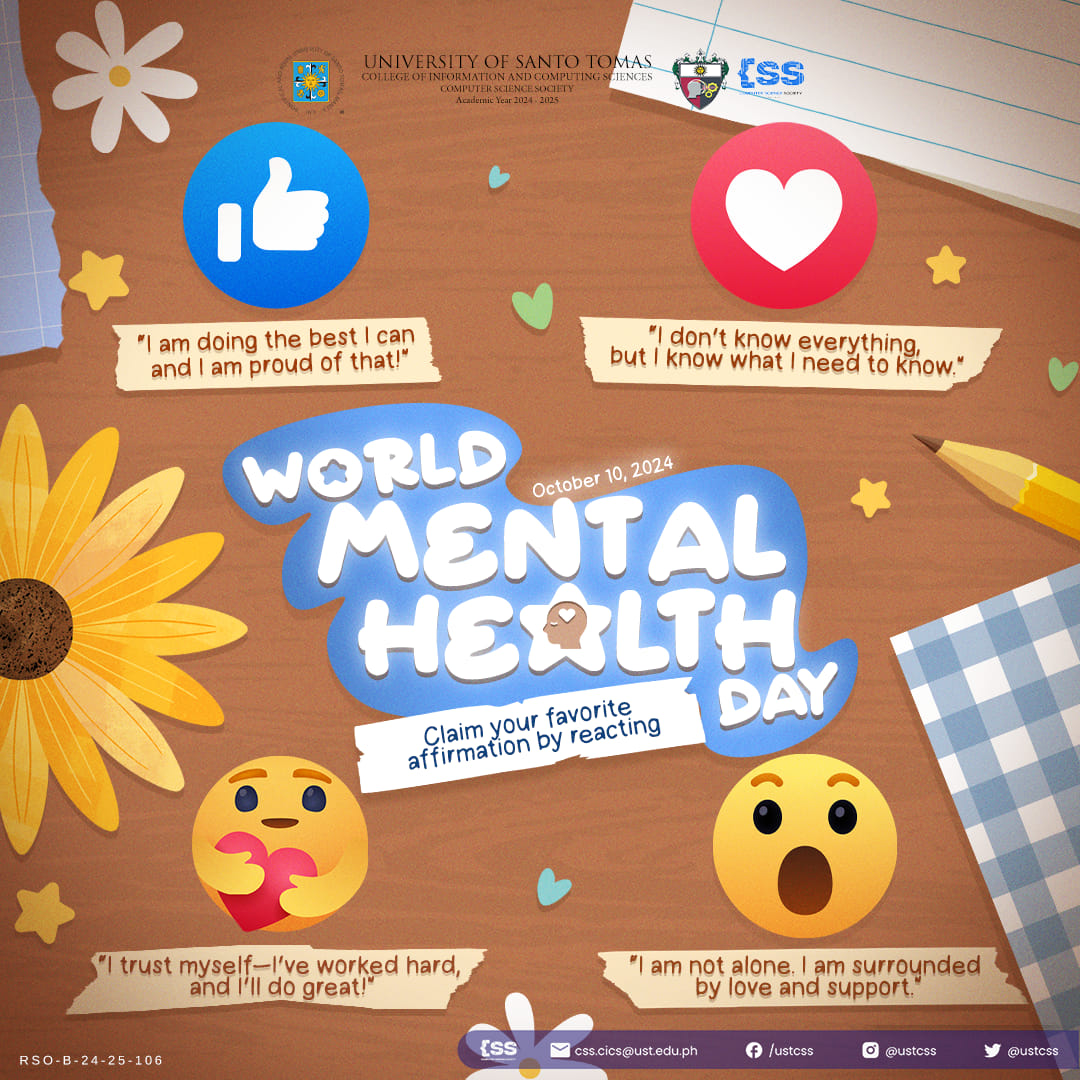 UNIVERSITY OF SANTO TOMAS
COLLEGE OF INFORMATION AND COMPUTING SCIENCES
COMPUTER SCIENCE SOCIETY
Academic Year 2024 - 2025
CSS
COMPUTER SCIENCE SOCIETY
"I am doing the best I can
and I am proud of that!"
"I don't know everything,
but I know what I need to know."
WORLD
October 10, 2024
MENTAL
HEALTH
DAY
Claim your favorite
affirmation by reacting
"I trust myself—I've worked hard,
and I'll do great!"
"I am not alone. I am surrounded
by love and support."
RSO-B-24-25-106
CSS
css.cics@ust.edu.ph
/ustcss
@ustcss
@ustcss